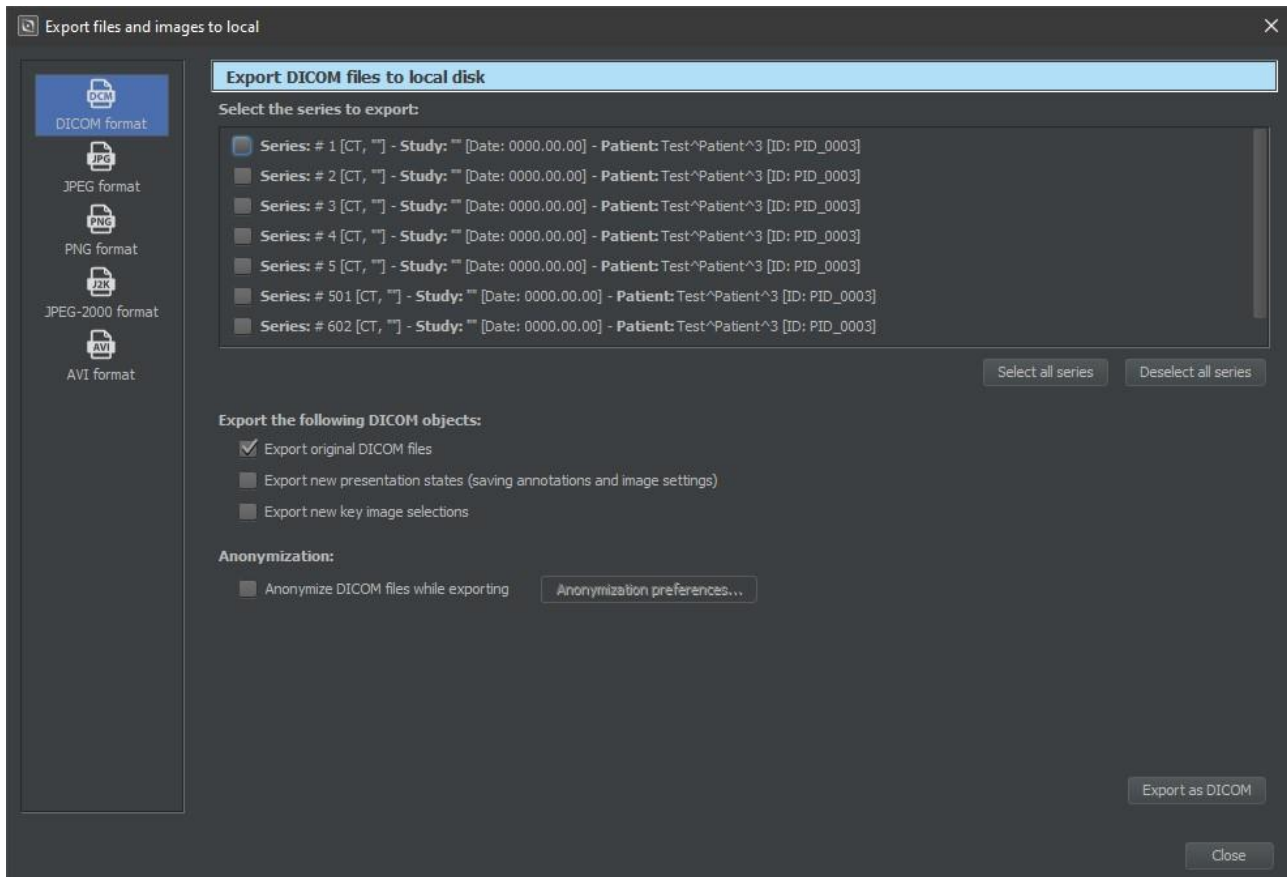 Export files and images to local
DCM
DICOM format
JPG
JPEG format
PNG
PNG format
J2K
JPEG-2000 format
AVI
AVI format
Export DICOM files to local disk
Select the series to export:
Series: # 1 [CT, ""] - Study: "" [Date: 0000.00.00] - Patient: Test^Patient^3 [ID: PID_0003]
Series: # 2 [CT, ""] - Study: "" [Date: 0000.00.00] - Patient: Test^Patient^3 [ID: PID_0003]
Series: # 3 [CT, ""] - Study: "" [Date: 0000.00.00] - Patient: Test^Patient^3 [ID: PID_0003]
Series: # 4 [CT, ""] - Study: "" [Date: 0000.00.00] - Patient: Test^Patient^3 [ID: PID_0003]
Series: # 5 [CT, ""] - Study: "" [Date: 0000.00.00] - Patient: Test^Patient^3 [ID: PID_0003]
Series: # 501 [CT, ""] - Study: "" [Date: 0000.00.00] - Patient: Test^Patient^3 [ID: PID_0003]
Series: # 602 [CT, ""] - Study: "" [Date: 0000.00.00] - Patient: Test^Patient^3 [ID: PID_0003]
Select all series
Deselect all series
Export the following DICOM objects:
Export original DICOM files
Export new presentation states (saving annotations and image settings)
Export new key image selections
Anonymization:
Anonymize DICOM files while exporting
Anonymization preferences...
Export as DICOM
Close